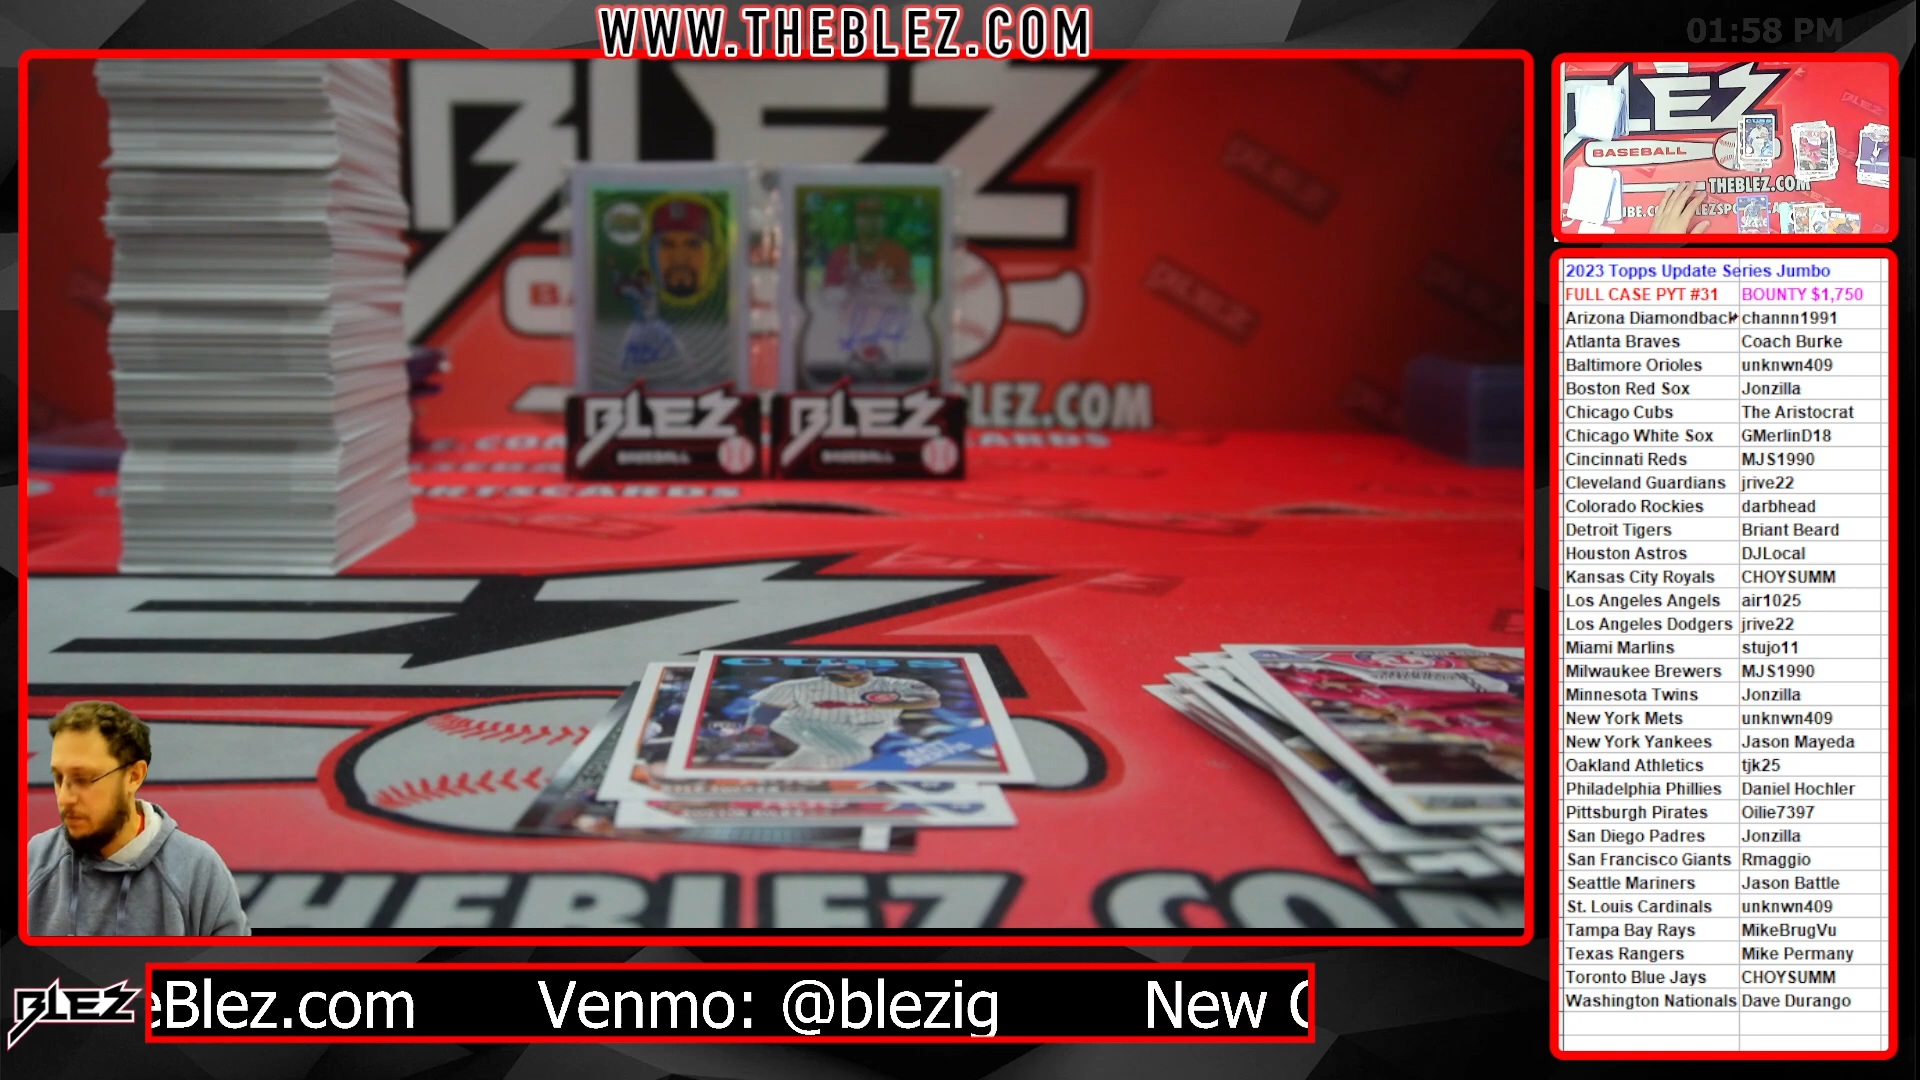 WWW.THEBLEZ.COM
01:58 PM
BLEZ
BASEBALL
BLEZ
BASEBALL
LEZ.COM
CUBS
THEBLEZ.CO
LEZ
BASEBALL
THEBLEZ.COM
2023 Topps Update Series Jumbo
FULL CASE PYT #31 BOUNTY $1,750
Arizona Diamondback channn1991
Atlanta Braves Coach Burke
Baltimore Orioles unknwn409
Boston Red Sox Jonzilla
Chicago Cubs The Aristocrat
Chicago White Sox GMerlinD18
Cincinnati Reds MJS1990
Cleveland Guardians jrive22
Colorado Rockies darbhead
Detroit Tigers Briant Beard
Houston Astros DJLocal
Kansas City Royals CHOYSUMM
Los Angeles Angels air1025
Los Angeles Dodgers jrive22
Miami Marlins stujo11
Milwaukee Brewers MJS1990
Minnesota Twins Jonzilla
New York Mets unknwn409
New York Yankees Jason Mayeda
Oakland Athletics tjk25
Philadelphia Phillies Daniel Hochler
Pittsburgh Pirates Oilie7397
San Diego Padres Jonzilla
San Francisco Giants Rmaggio
Seattle Mariners Jason Battle
St. Louis Cardinals unknwn409
Tampa Bay Rays MikeBrugVu
Texas Rangers Mike Permany
Toronto Blue Jays CHOYSUMM
Washington Nationals Dave Durango
BLEZ
eBlez.com Venmo: @blezig New